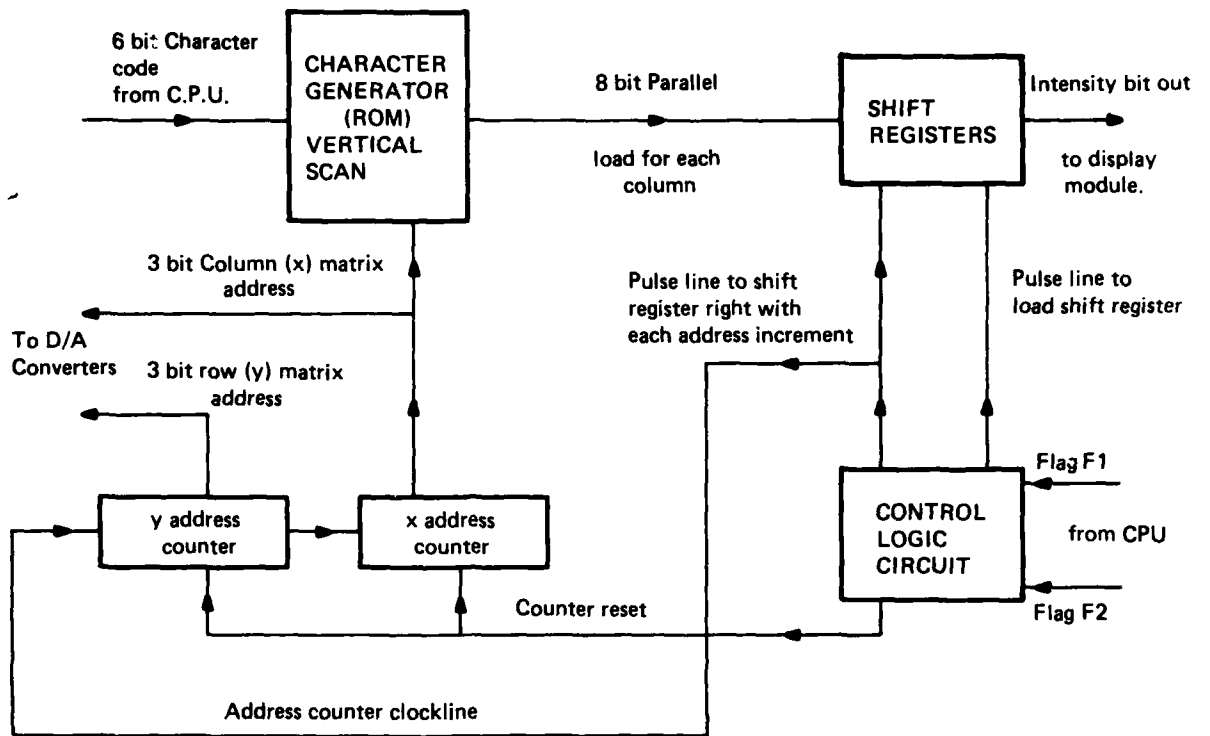 6 bit Character
code
from C.P.U.
CHARACTER
GENERATOR
(ROM)
VERTICAL
SCAN
8 bit Parallel
load for each
column
SHIFT
REGISTERS
Intensity bit out
to display
module.
3 bit Column (x) matrix
address
To D/A
Converters
3 bit row (y) matrix
address
Pulse line to shift
register right with
each address increment
Pulse line to
load shift register
y address
counter
x address
counter
CONTROL
LOGIC
CIRCUIT
Flag F1
from CPU
Flag F2
Counter reset
Address counter clockline